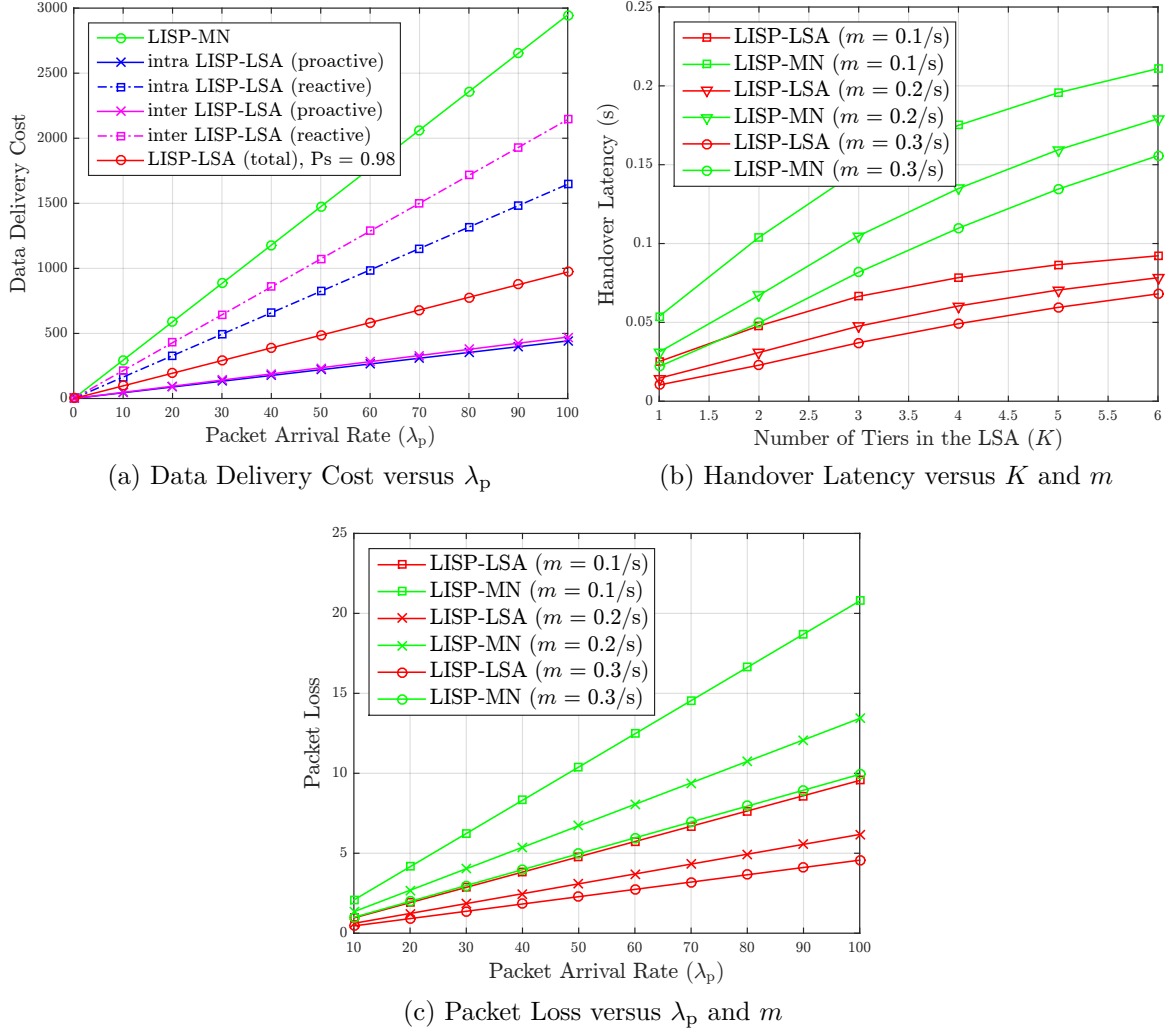 3000
2500
2000
1500
1000
500
0
Data Delivery Cost
LISP-MN
intra LISP-LSA (proactive)
intra LISP-LSA (reactive)
inter LISP-LSA (proactive)
inter LISP-LSA (reactive)
LISP-LSA (total), Ps = 0.98
0 10 20 30 40 50 60 70 80 90 100
Packet Arrival Rate (λp)
(a) Data Delivery Cost versus λp
0.25
0.2
0.15
0.1
0.05
0
Handover Latency (s)
LISP-LSA (m = 0.1/s)
LISP-MN (m = 0.1/s)
LISP-LSA (m = 0.2/s)
LISP-MN (m = 0.2/s)
LISP-LSA (m = 0.3/s)
LISP-MN (m = 0.3/s)
1 1.5 2 2.5 3 3.5 4 4.5 5 5.5 6
Number of Tiers in the LSA (K)
(b) Handover Latency versus K and m
25
20
15
10
5
0
Packet Loss
LISP-LSA (m = 0.1/s)
LISP-MN (m = 0.1/s)
LISP-LSA (m = 0.2/s)
LISP-MN (m = 0.2/s)
LISP-LSA (m = 0.3/s)
LISP-MN (m = 0.3/s)
10 20 30 40 50 60 70 80 90 100
Packet Arrival Rate (λp)
(c) Packet Loss versus λp and m